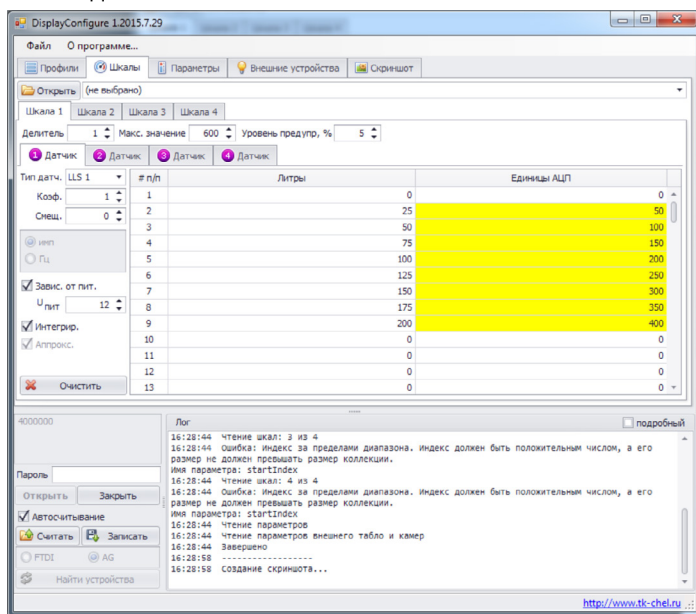 DisplayConfigure 1.2015.7.29
Файл О программе...
Профили Шкалы Параметры Внешние устройства Скриншот
Открыть (не выбрано)
Шкала 1 Шкала 2 Шкала 3 Шкала 4
Делитель 1 Макс. значение 600 Уровень предупр, % 5
1 Датчик 2 Датчик 3 Датчик 4 Датчик
Тип датч. LLS 1
Коэф. 1
Смещ. 0
имп
Гц
Завис. от пит.
U пит 12
Интегрир.
Аппрокс.
Очистить
# п/п Литры Единицы АЦП
1 0 0
2 25 50
3 50 100
4 75 150
5 100 200
6 125 250
7 150 300
8 175 350
9 200 400
10 0 0
11 0 0
12 0 0
13 0 0
4000000
Пароль
Открыть Закрыть
Автосчитывание
Считать Записать
FTDI AG
Найти устройства
Лог подробный
16:28:44 Чтение шкал: 3 из 4
16:28:44 Ошибка: Индекс за пределами диапазона. Индекс должен быть положительным числом, а его
размер не должен превышать размер коллекции.
Имя параметра: startIndex
16:28:44 Чтение шкал: 4 из 4
16:28:44 Ошибка: Индекс за пределами диапазона. Индекс должен быть положительным числом, а его
размер не должен превышать размер коллекции.
Имя параметра: startIndex
16:28:44 Чтение параметров
16:28:44 Чтение параметров внешнего табло и камер
16:28:44 Завершено
16:28:58 ------------------
16:28:58 Создание скриншота...
http://www.tk-chel.ru